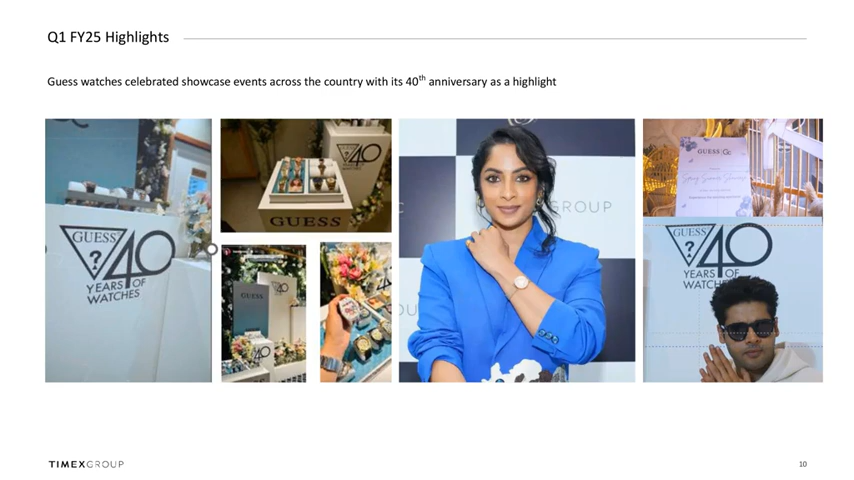 Q1 FY25 Highlights
Guess watches celebrated showcase events across the country with its 40th anniversary as a highlight
GUESS
?
40
YEARS OF
WATCHES
40
GUESS
GUESS
40
GROUP
GUESS | Gc
GUESS
?
40
YEARS OF
WATCHES
TIMEXGROUP
10